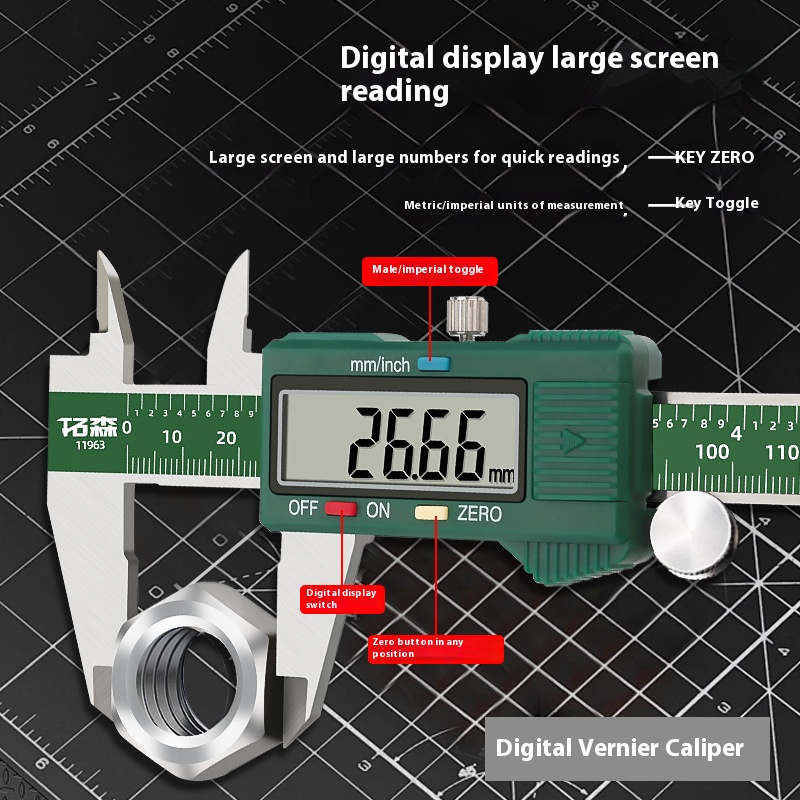 Digital display large screen
reading
Large screen and large numbers for quick readings, KEY ZERO
Metric/imperial units of measurement. Key Toggle
Male/imperial toggle
mm/inch
26.66 mm
拓森
11963
0 1 2 3 4 5 6 7 8 9
10 20
5 6 7 8 9 4 1 2 3
100 110
OFF ON ZERO
Digital display
switch
Zero button in any
position
Digital Vernier Caliper